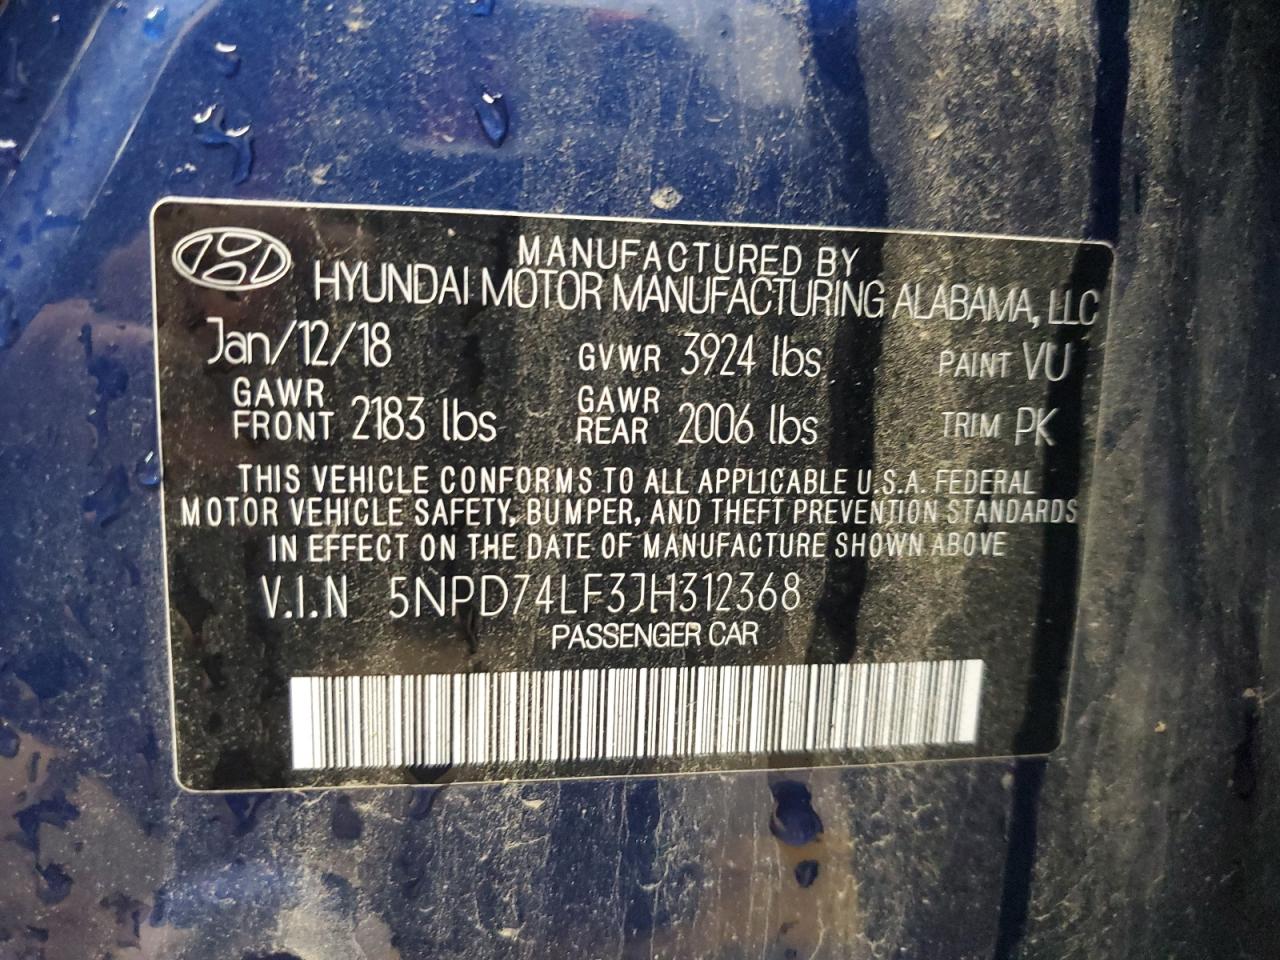 MANUFACTURED BY
HYUNDAI MOTOR MANUFACTURING ALABAMA, LLC
Jan/12/18 GVWR 3924 lbs PAINT VU
GAWR FRONT 2183 lbs GAWR REAR 2006 lbs TRIM PK
THIS VEHICLE CONFORMS TO ALL APPLICABLE U.S.A. FEDERAL
MOTOR VEHICLE SAFETY, BUMPER, AND THEFT PREVENTION STANDARDS
IN EFFECT ON THE DATE OF MANUFACTURE SHOWN ABOVE
V.I.N 5NPD74LF3JH312368
PASSENGER CAR